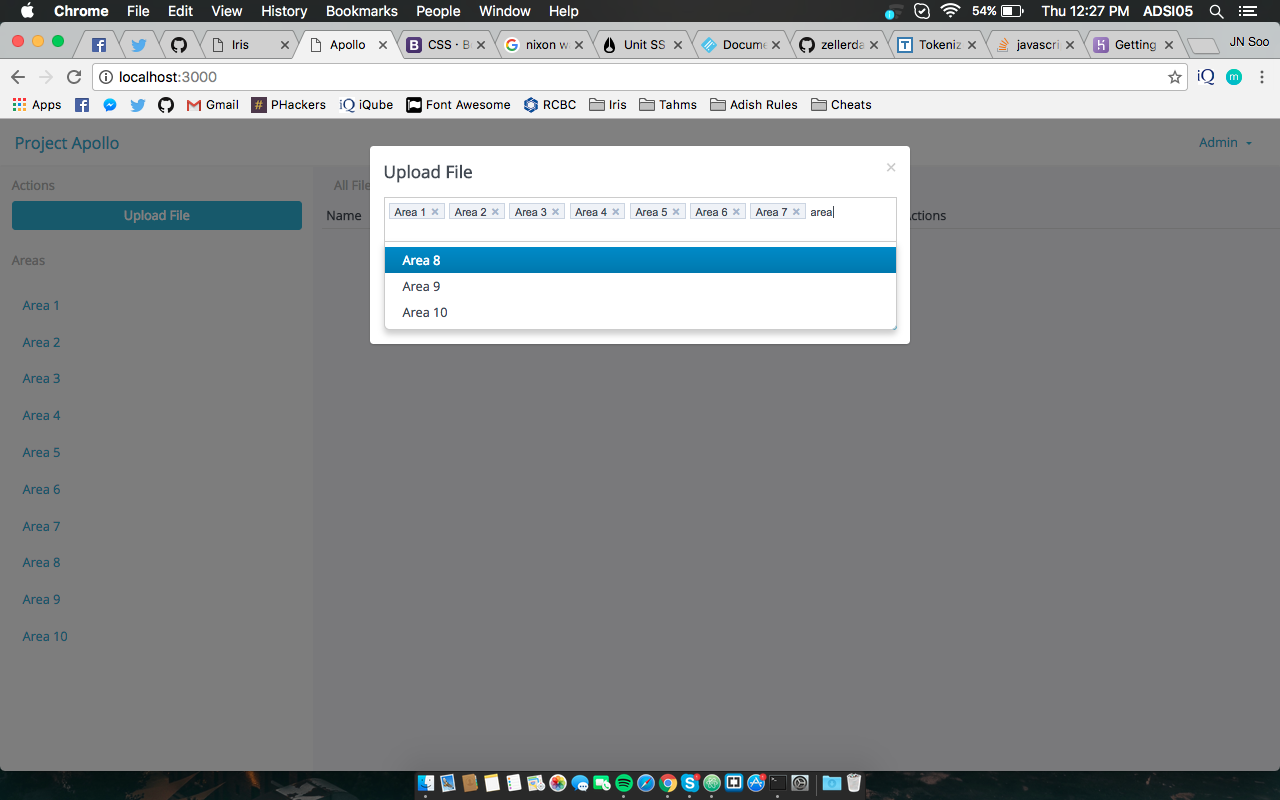 Chrome File Edit View History Bookmarks People Window Help 54% Thu 12:27 PM ADSI05
Iris Apollo CSS · B nixon w Unit SS Docum zellerda Tokeniz javascri Getting JN Soo
localhost:3000 iQ m
Apps Gmail # PHackers iQ iQube Font Awesome RCBC Iris Tahms Adish Rules Cheats
Project Apollo Admin
Upload File ×
Actions All File
Upload File
Area 1 × Area 2 × Area 3 × Area 4 × Area 5 × Area 6 × Area 7 × area
Name ctions
Areas
Area 8
Area 9
Area 10
Area 1
Area 2
Area 3
Area 4
Area 5
Area 6
Area 7
Area 8
Area 9
Area 10